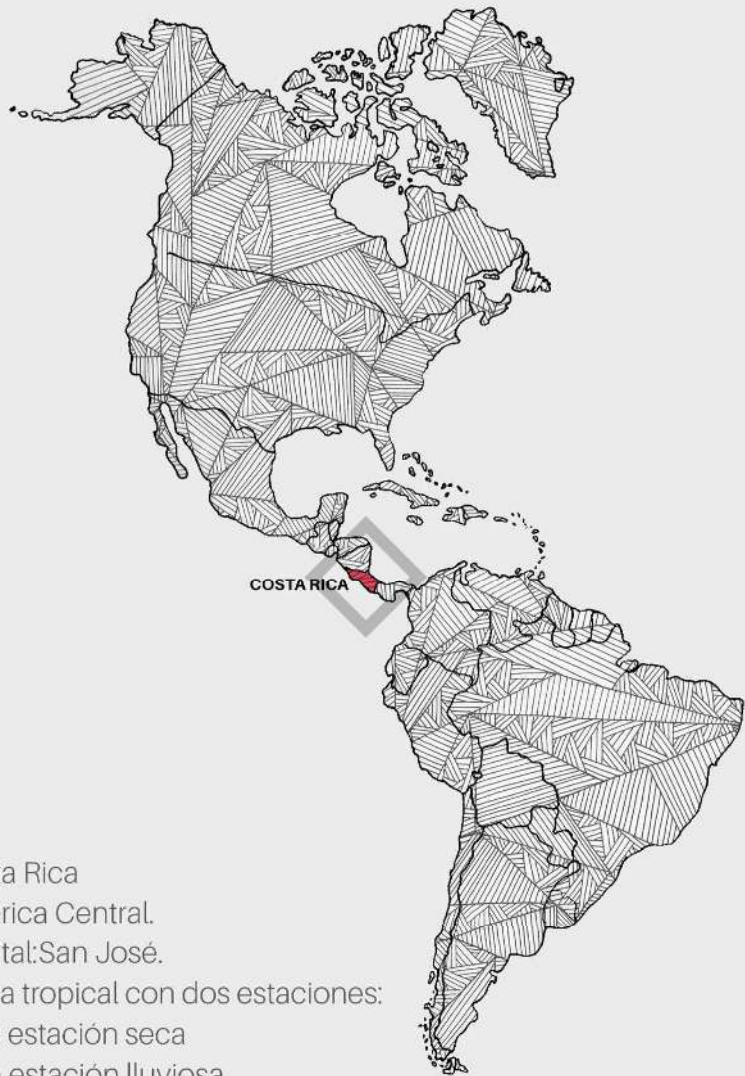 COSTA RICA
a Rica
rica Central.
tal:San José.
a tropical con dos estaciones:
estación seca
estación lluviosa